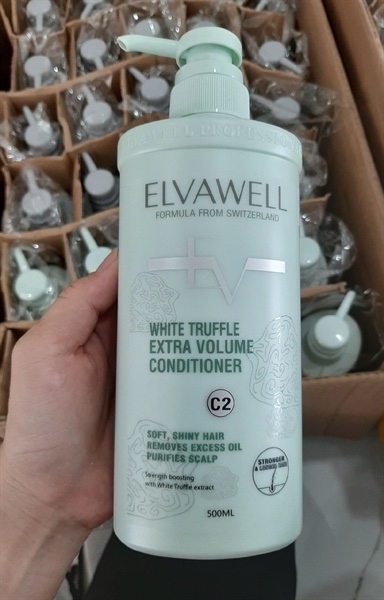 ELVAWELL
FORMULA FROM SWITZERLAND
WHITE TRUFFLE
EXTRA VOLUME
CONDITIONER
C2
SOFT, SHINY HAIR
REMOVES EXCESS OIL
PURIFIES SCALP
Strength boosting
with White Truffle extract
STRONGER
500ML